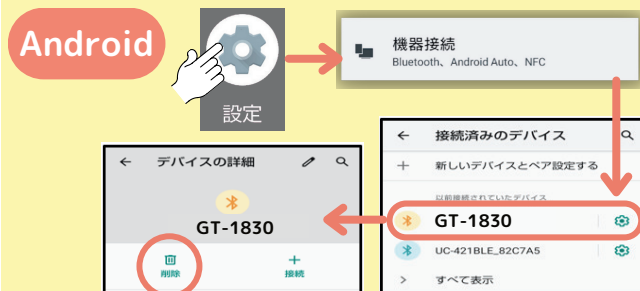 Android
設定
機器接続
Bluetooth、Android Auto、NFC
接続済みのデバイス
新しいデバイスとペア設定する
以前接続されていたデバイス
GT-1830
UC-421BLE_82C7A5
すべて表示
デバイスの詳細
GT-1830
削除
接続